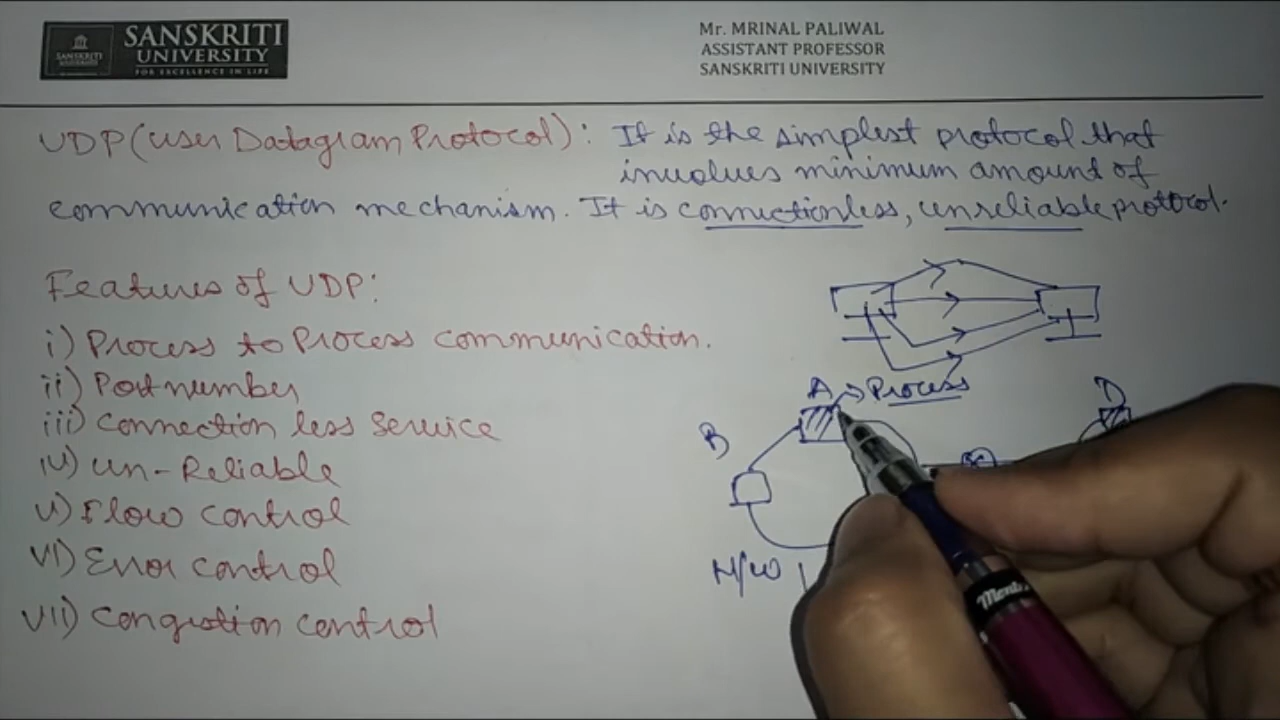 SANSKRITI
UNIVERSITY
FOR EXCELLENCE IN LIFE
SANSKRITI
Mr. MRINAL PALIWAL
ASSISTANT PROFESSOR
SANSKRITI UNIVERSITY
UDP (User Datagram Protocol) : It is the simplest protocol that
involves minimum amount of
communication mechanism. It is connectionless, unreliable protocol.
Features of UDP:
i) Process to Process communication.
ii) Port number
iii) Connection less Service
iv) Un-Reliable
v) Flow control
vi) Error control
vii) Congestion control
A → Process
B
D
N/W
Mont